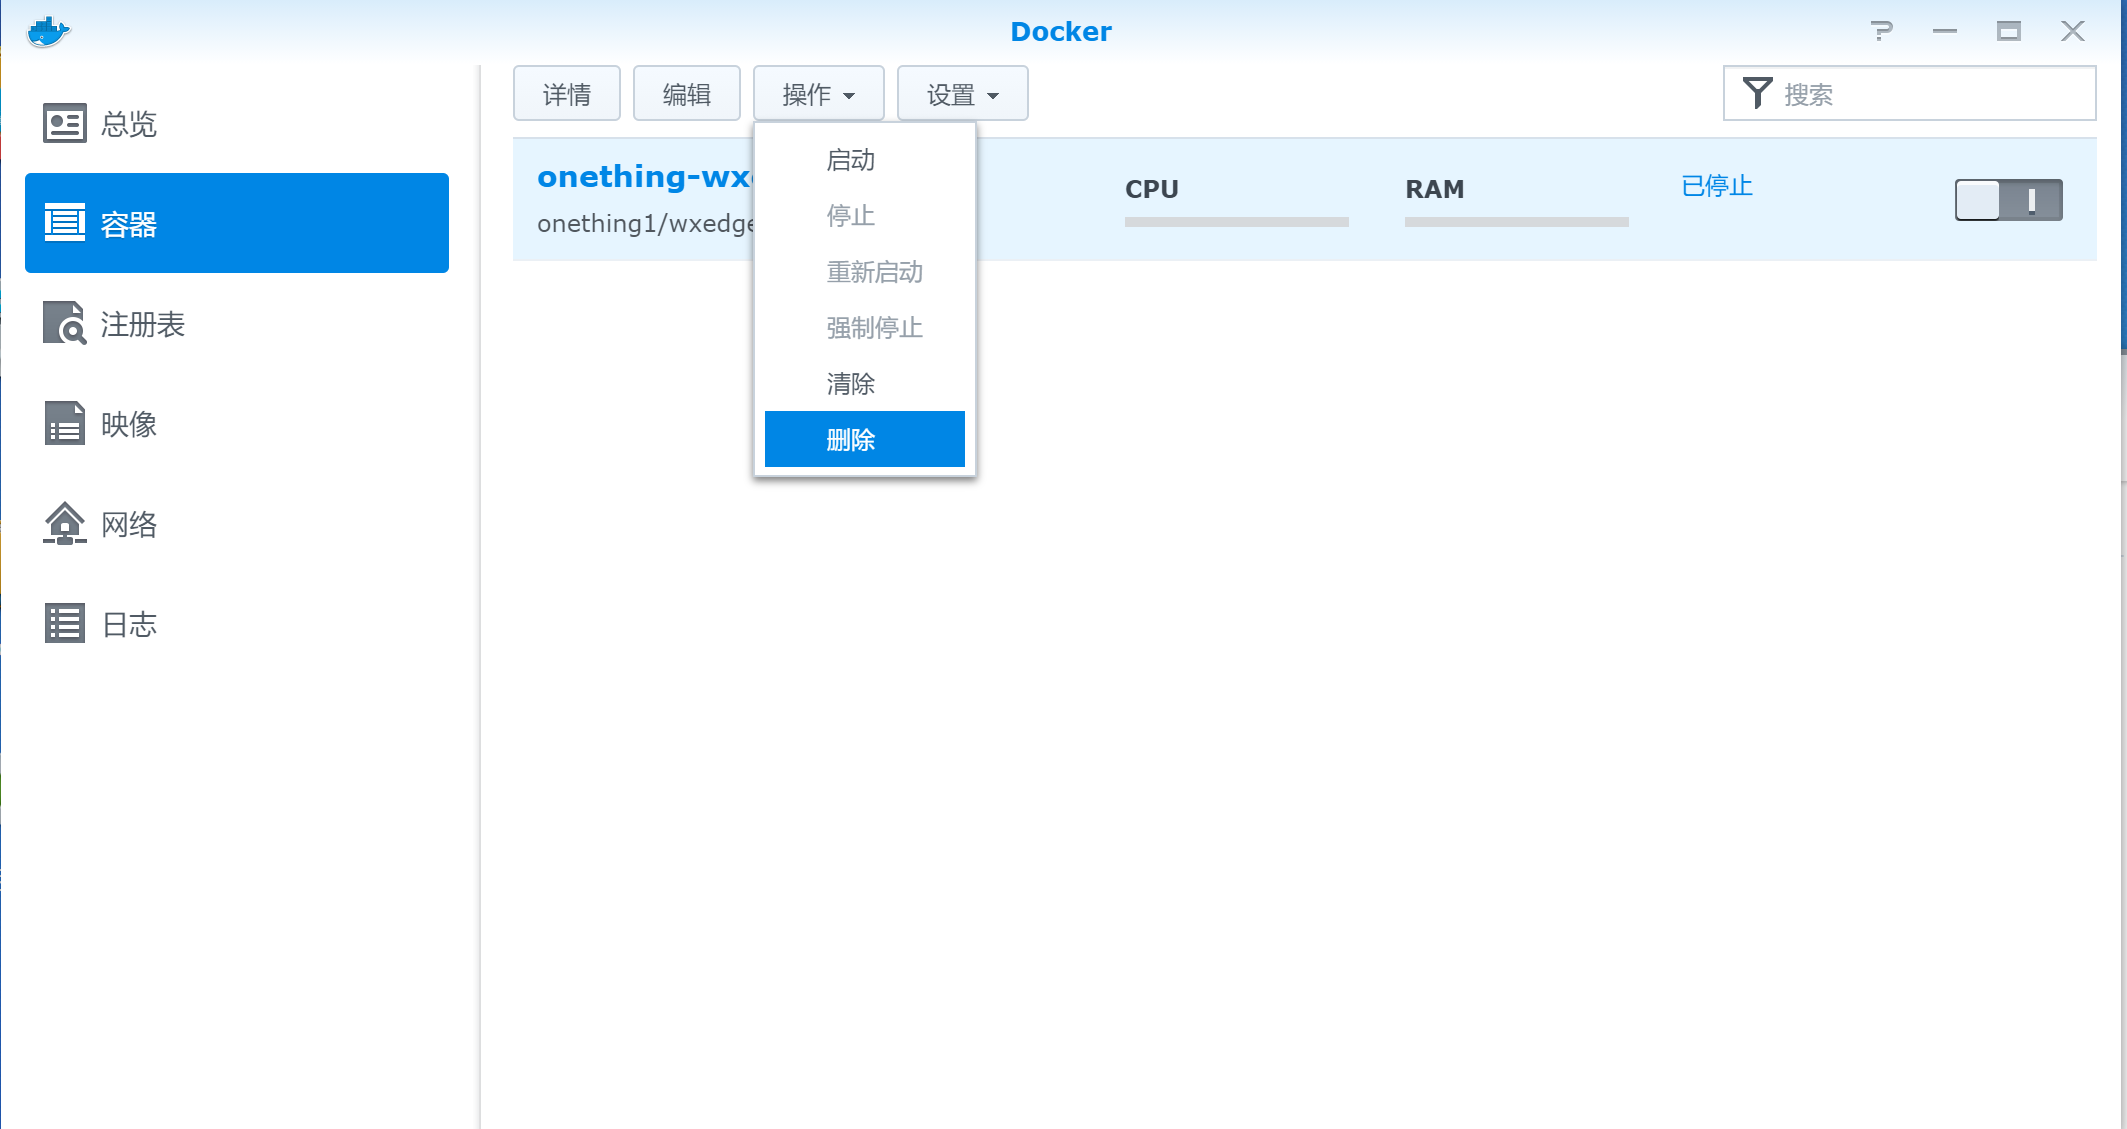 Docker
总览
容器
注册表
映像
网络
日志
详情
编辑
操作
设置
搜索
启动
停止
重新启动
强制停止
清除
删除
onething-wx
onething1/wxedge
CPU
RAM
已停止